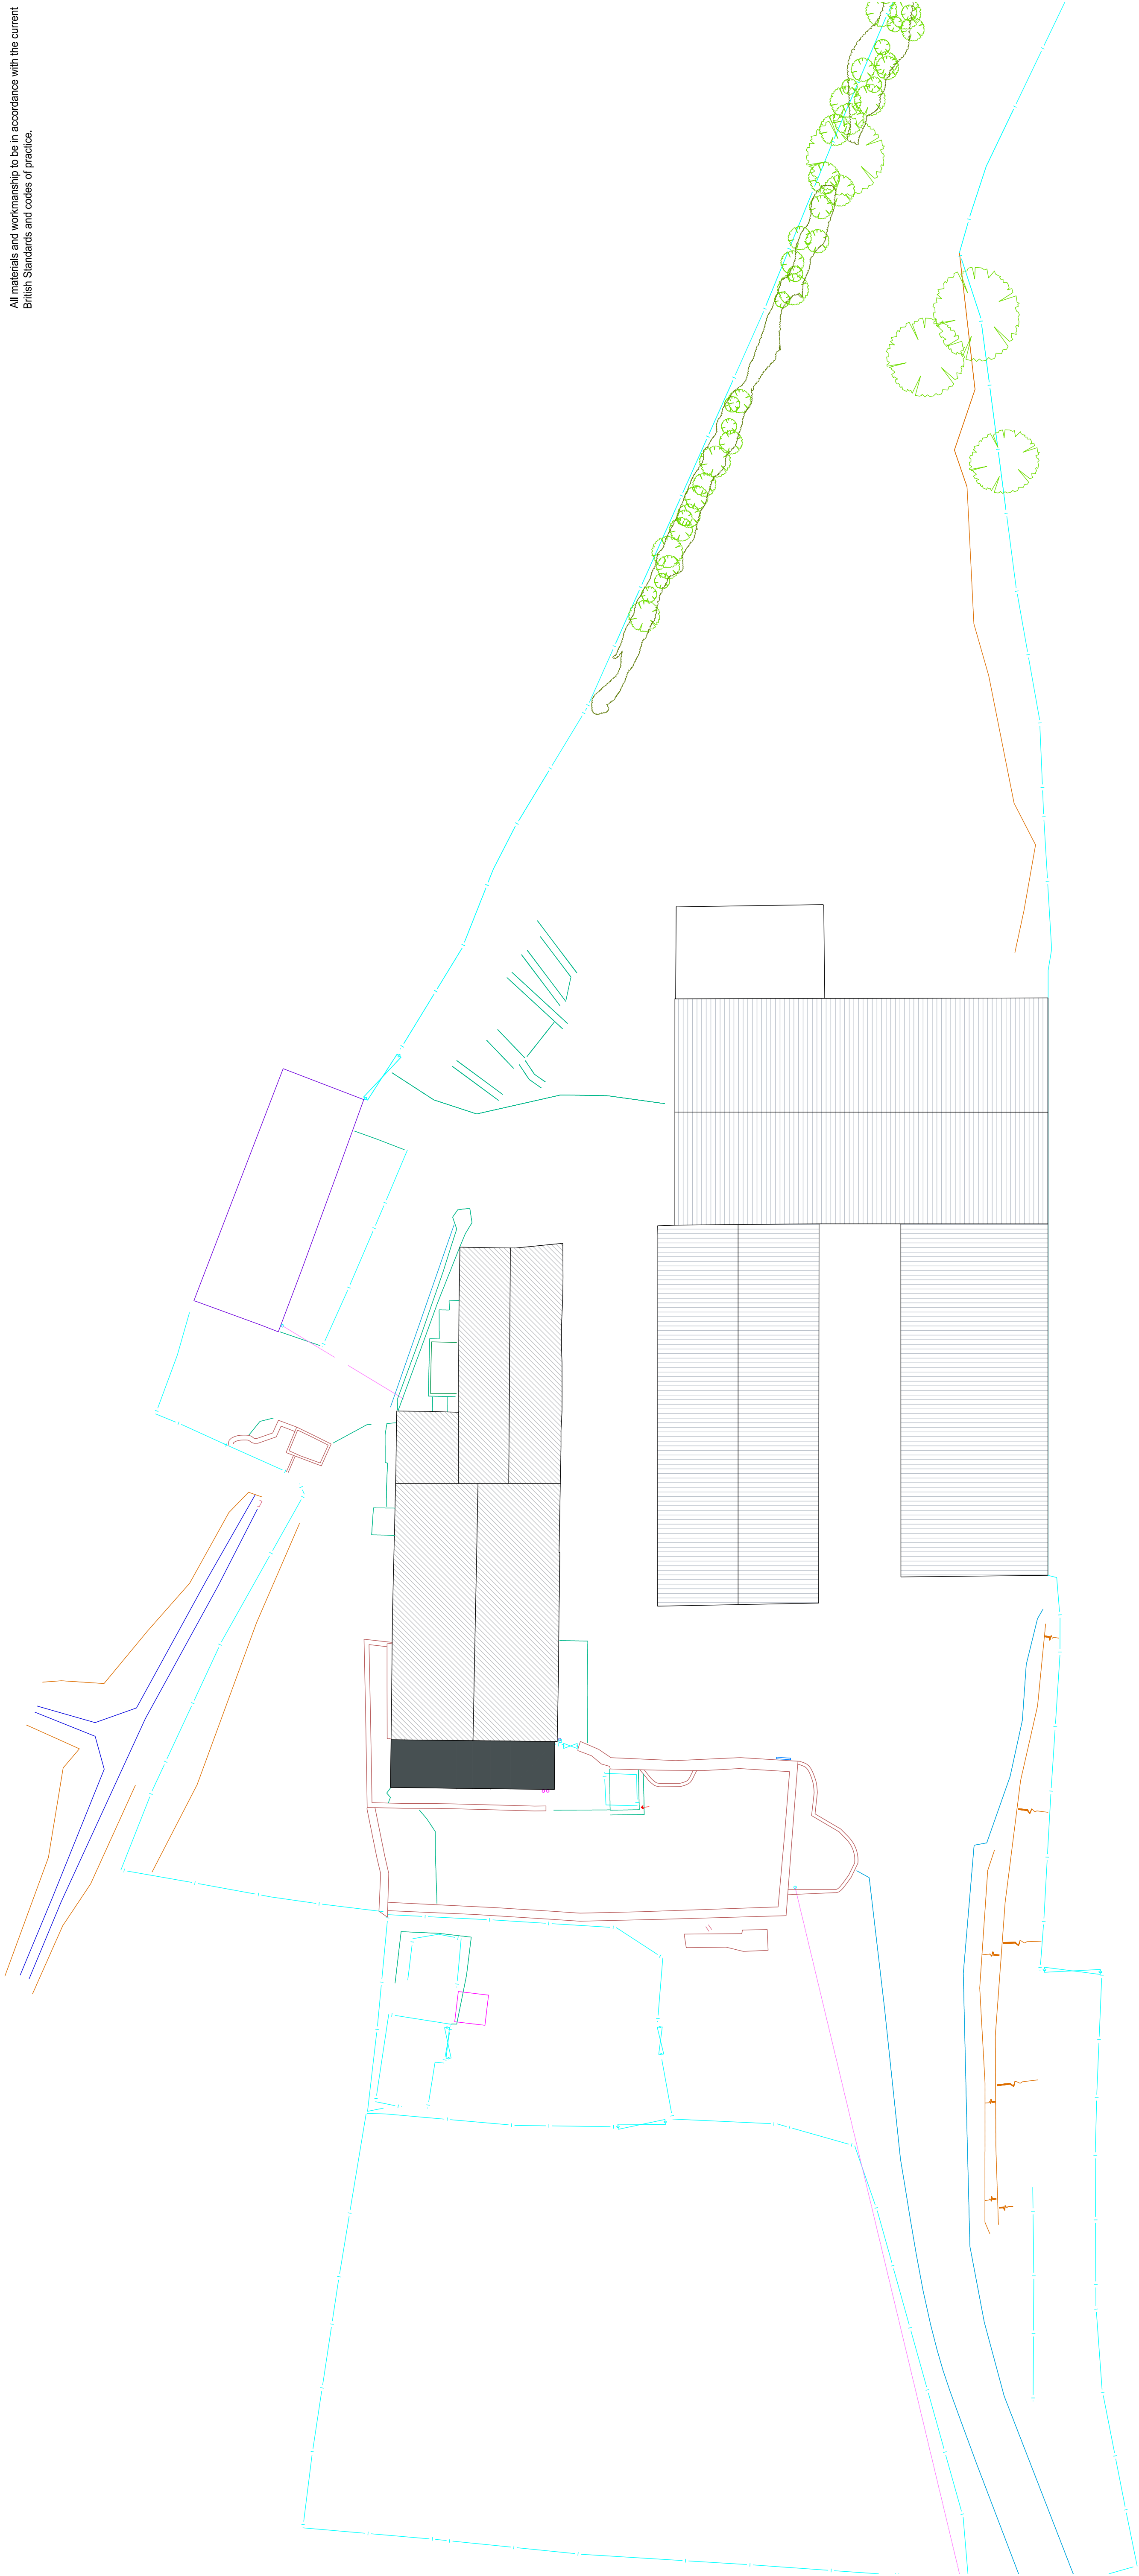 All materials and workmanship to be in accordance with the current
British Standards and codes of practice.